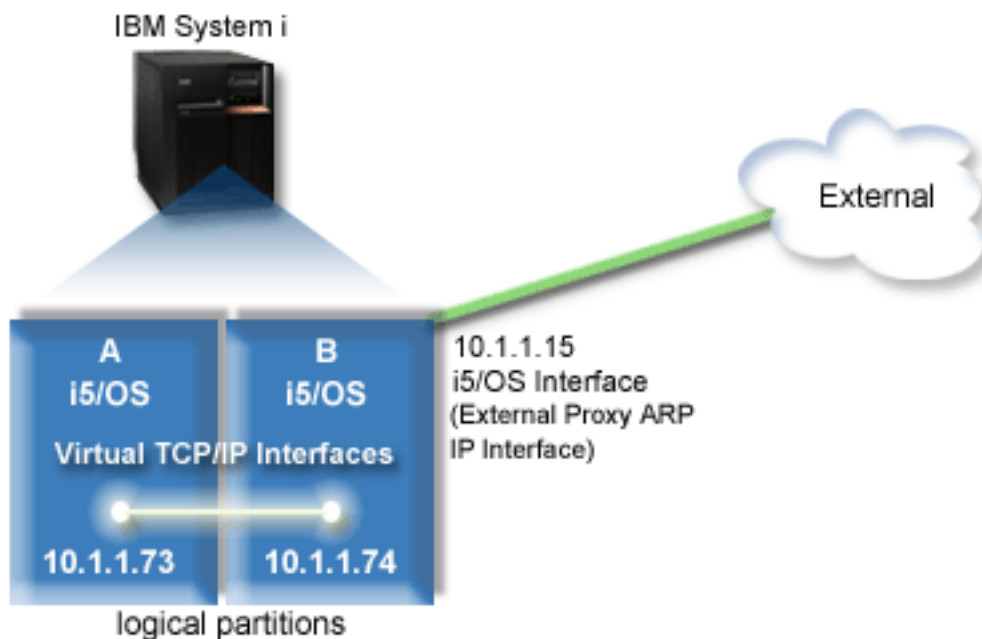 IBM System i
External
A
i5/OS
B
i5/OS
10.1.1.15
i5/OS Interface
(External Proxy ARP
IP Interface)
Virtual TCP/IP Interfaces
10.1.1.73
10.1.1.74
logical partitions